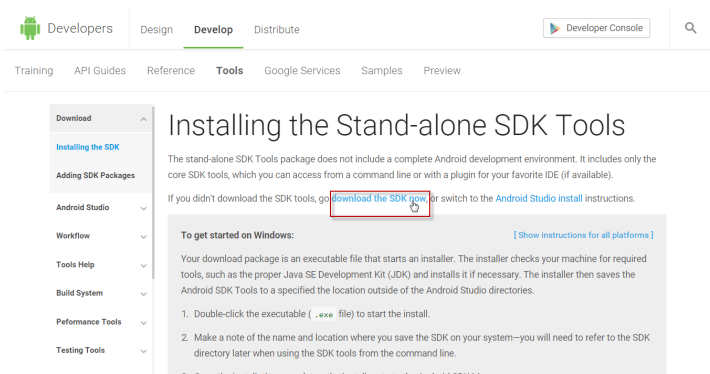 Developers
Design
Develop
Distribute
Developer Console
Training
API Guides
Reference
Tools
Google Services
Samples
Preview
Download
Installing the SDK
Adding SDK Packages
Android Studio
Workflow
Tools Help
Build System
Peformance Tools
Testing Tools
Installing the Stand-alone SDK Tools
The stand-alone SDK Tools package does not include a complete Android development environment. It includes only the
core SDK tools, which you can access from a command line or with a plugin for your favorite IDE (if available).
If you didn't download the SDK tools, go download the SDK now, or switch to the Android Studio install instructions.
To get started on Windows:
[ Show instructions for all platforms ]
Your download package is an executable file that starts an installer. The installer checks your machine for required
tools, such as the proper Java SE Development Kit (JDK) and installs it if necessary. The installer then saves the
Android SDK Tools to a specified the location outside of the Android Studio directories.
1. Double-click the executable ( .exe file) to start the install.
2. Make a note of the name and location where you save the SDK on your system—you will need to refer to the SDK
directory later when using the SDK tools from the command line.